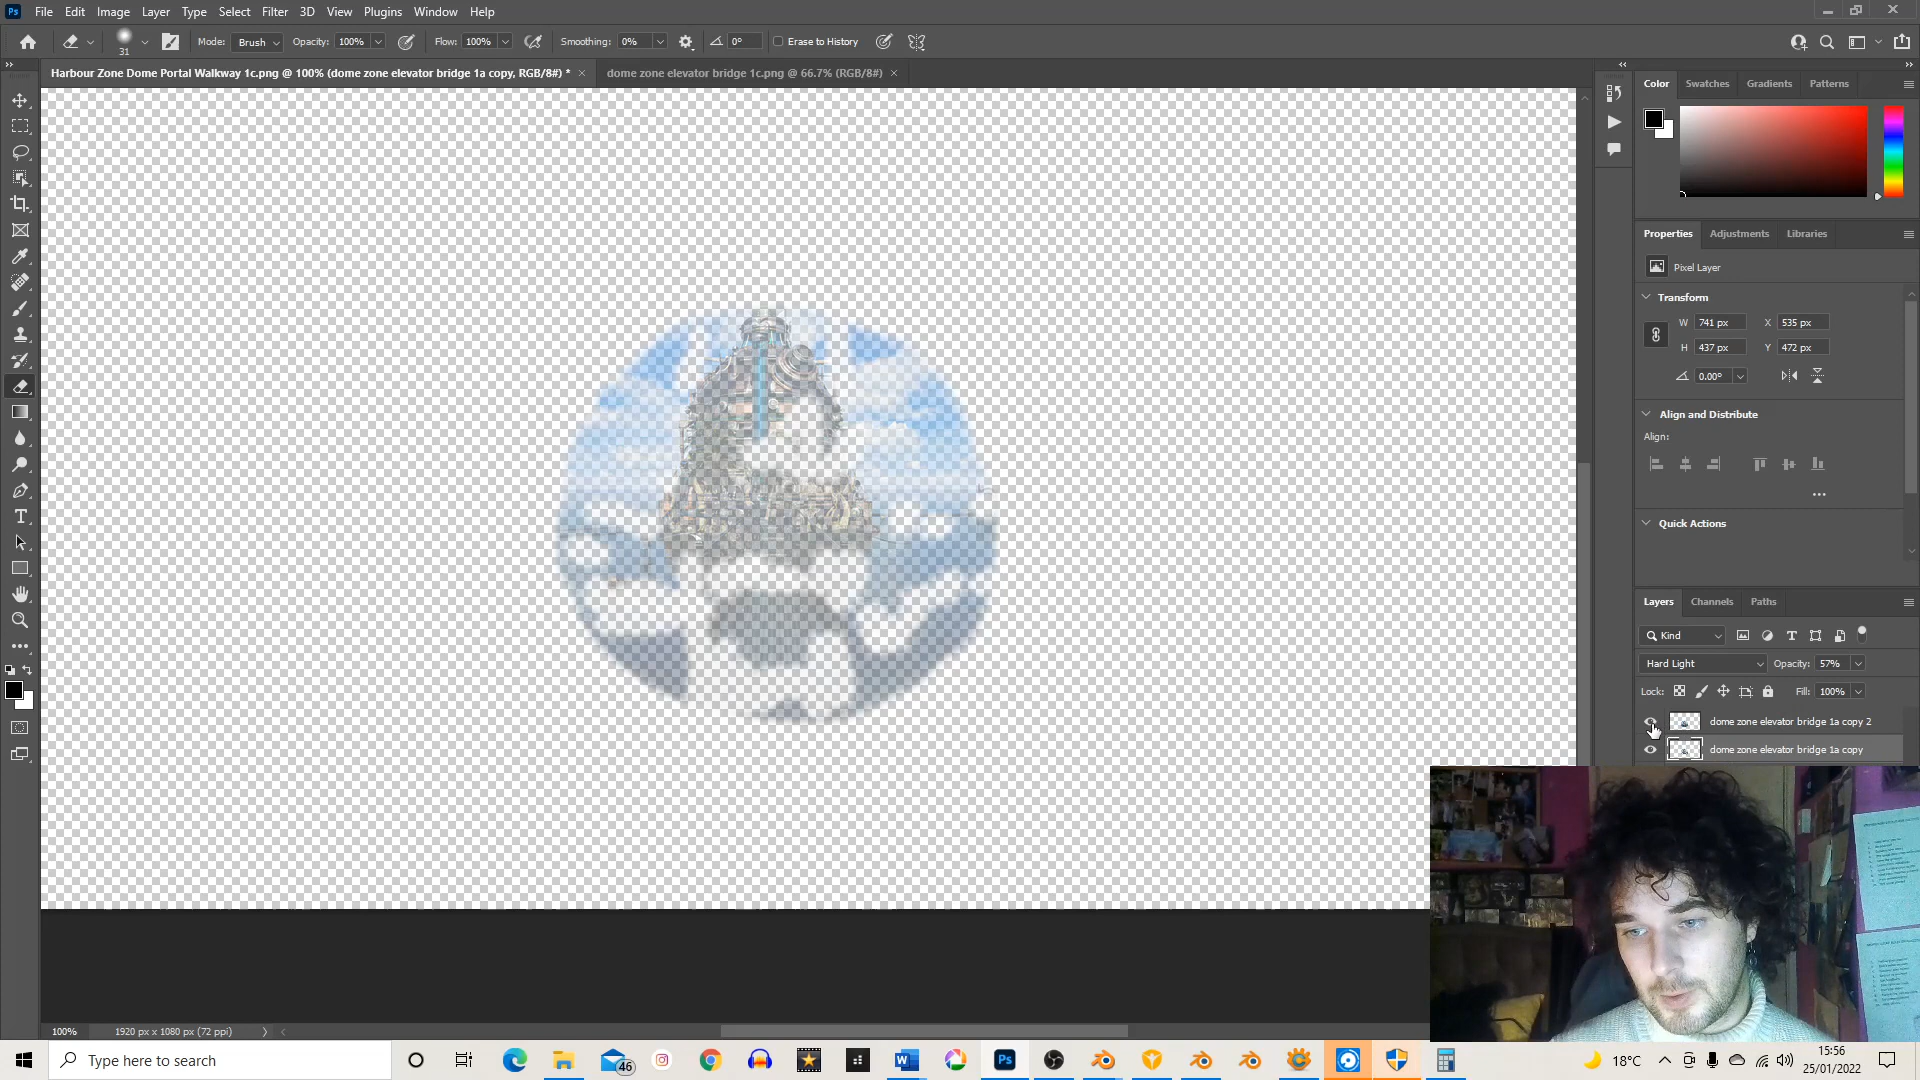 Ps File Edit Image Layer Type Select Filter 3D View Plugins Window Help
31 Mode: Brush Opacity: 100% Flow: 100% Smoothing: 0% 0° Erase to History
Harbour Zone Dome Portal Walkway 1c.png @ 100% (dome zone elevator bridge 1a copy, RGB/8#) * × dome zone elevator bridge 1c.png @ 66.7% (RGB/8#) ×
Color Swatches Gradients Patterns
Properties Adjustments Libraries
Pixel Layer
Transform
W 741 px X 535 px
H 437 px Y 472 px
0.00°
Align and Distribute
Align:
Quick Actions
Layers Channels Paths
Kind
Hard Light Opacity: 57%
Lock: Fill: 100%
dome zone elevator bridge 1a copy 2
dome zone elevator bridge 1a copy
100% 1920 px x 1080 px (72 ppi)
Type here to search
46
Ps
18°C
15:56
25/01/2022